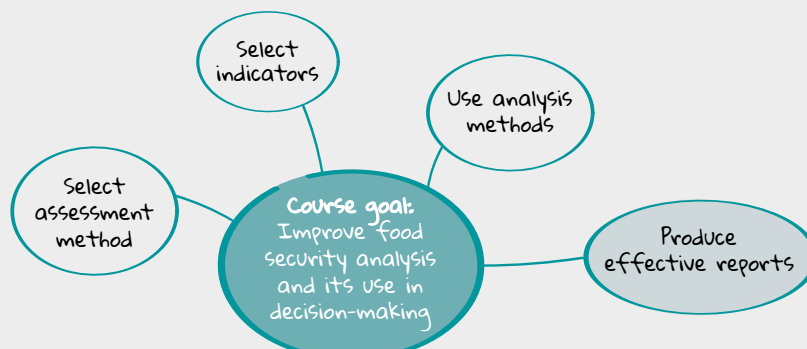 Select
indicators
Use analysis
methods
Select
assessment
method
Course goal:
Improve food
security analysis
and its use in
decision-making
Produce
effective reports